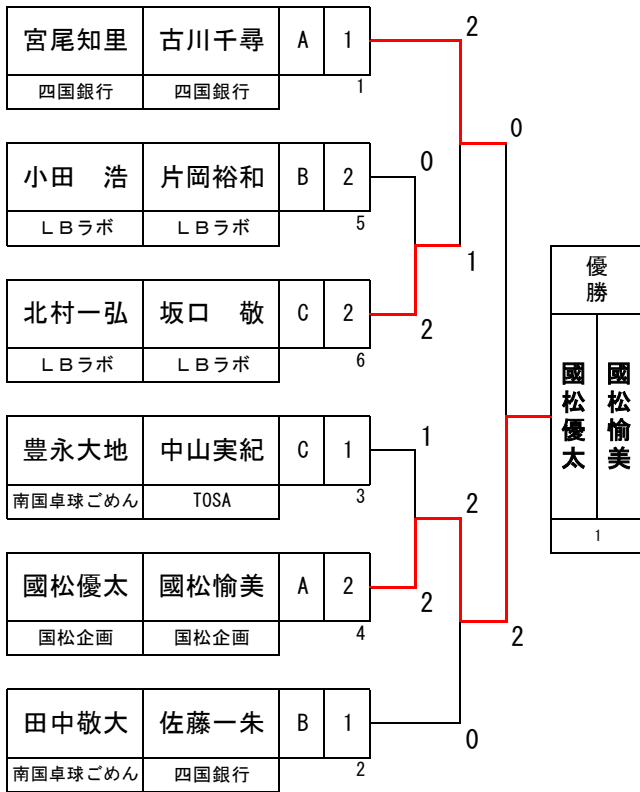 宮尾知里 古川千尋 A 1
四国銀行 四国銀行 1
2
0
小田　浩 片岡裕和 B 2
ＬＢラボ ＬＢラボ 5
0
1
北村一弘 坂口　敬 C 2
ＬＢラボ ＬＢラボ 6
2
豊永大地 中山実紀 C 1
南国卓球ごめん TOSA 3
1
2
國松優太 國松愉美 A 2
国松企画 国松企画 4
2
2
田中敬大 佐藤一朱 B 1
南国卓球ごめん 四国銀行 2
0
優勝
國松優太
國松愉美
1